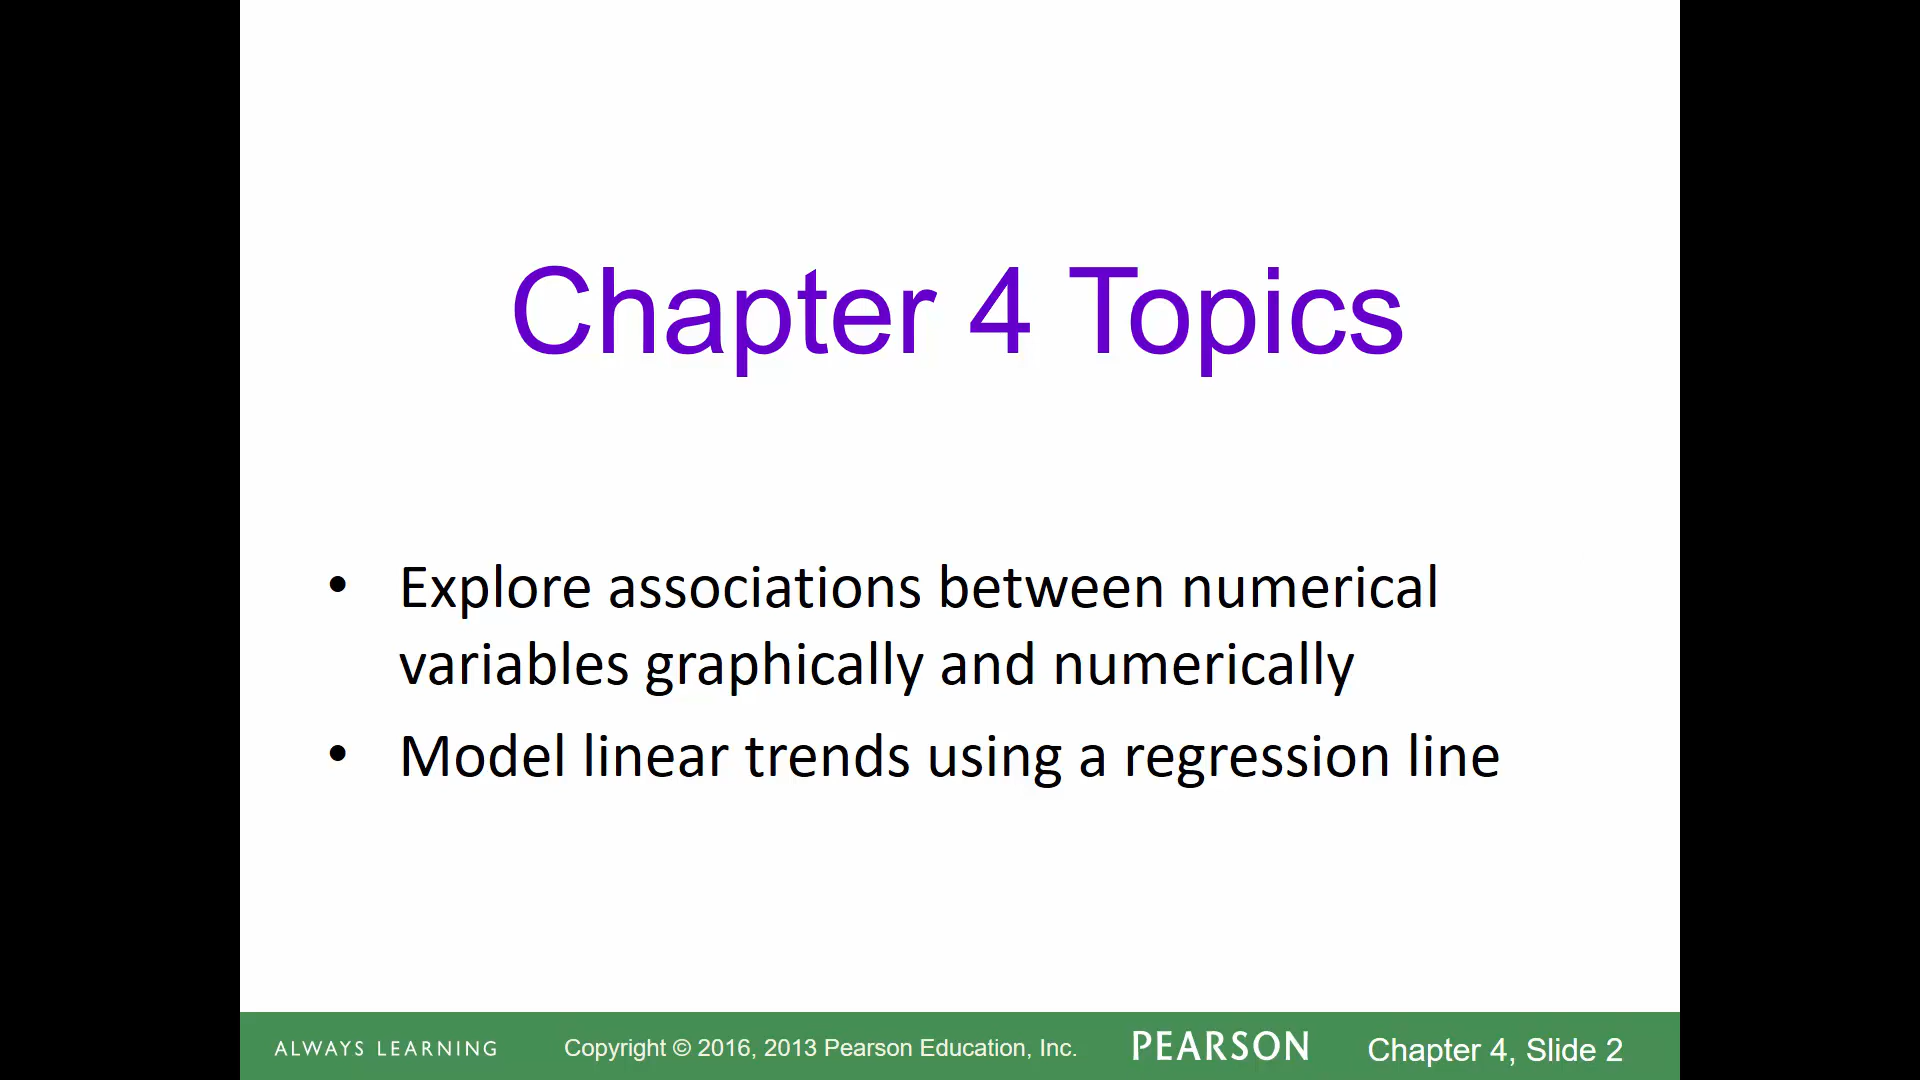 Chapter 4 Topics
• Explore associations between numerical
variables graphically and numerically
• Model linear trends using a regression line
ALWAYS LEARNING Copyright © 2016, 2013 Pearson Education, Inc. PEARSON Chapter 4, Slide 2